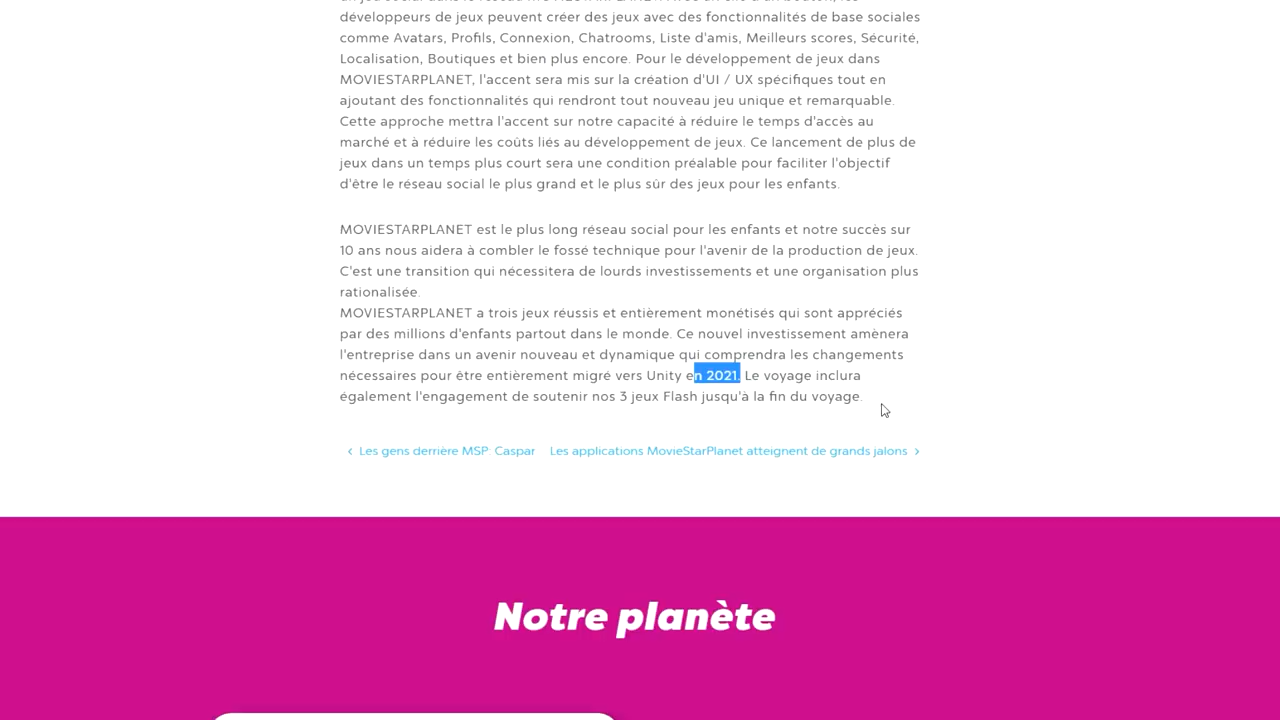 développeurs de jeux peuvent créer des jeux avec des fonctionnalités de base sociales
comme Avatars, Profils, Connexion, Chatrooms, Liste d'amis, Meilleurs scores, Sécurité,
Localisation, Boutiques et bien plus encore. Pour le développement de jeux dans
MOVIESTARPLANET, l'accent sera mis sur la création d'UI / UX spécifiques tout en
ajoutant des fonctionnalités qui rendront tout nouveau jeu unique et remarquable.
Cette approche mettra l'accent sur notre capacité à réduire le temps d'accès au
marché et à réduire les coûts liés au développement de jeux. Ce lancement de plus de
jeux dans un temps plus court sera une condition préalable pour faciliter l'objectif
d'être le réseau social le plus grand et le plus sûr des jeux pour les enfants.
MOVIESTARPLANET est le plus long réseau social pour les enfants et notre succès sur
10 ans nous aidera à combler le fossé technique pour l'avenir de la production de jeux.
C'est une transition qui nécessitera de lourds investissements et une organisation plus
rationalisée.
MOVIESTARPLANET a trois jeux réussis et entièrement monétisés qui sont appréciés
par des millions d'enfants partout dans le monde. Ce nouvel investissement amènera
l'entreprise dans un avenir nouveau et dynamique qui comprendra les changements
nécessaires pour être entièrement migré vers Unity en 2021. Le voyage inclura
également l'engagement de soutenir nos 3 jeux Flash jusqu'à la fin du voyage.
‹ Les gens derrière MSP: Caspar Les applications MovieStarPlanet atteignent de grands jalons ›
Notre planète